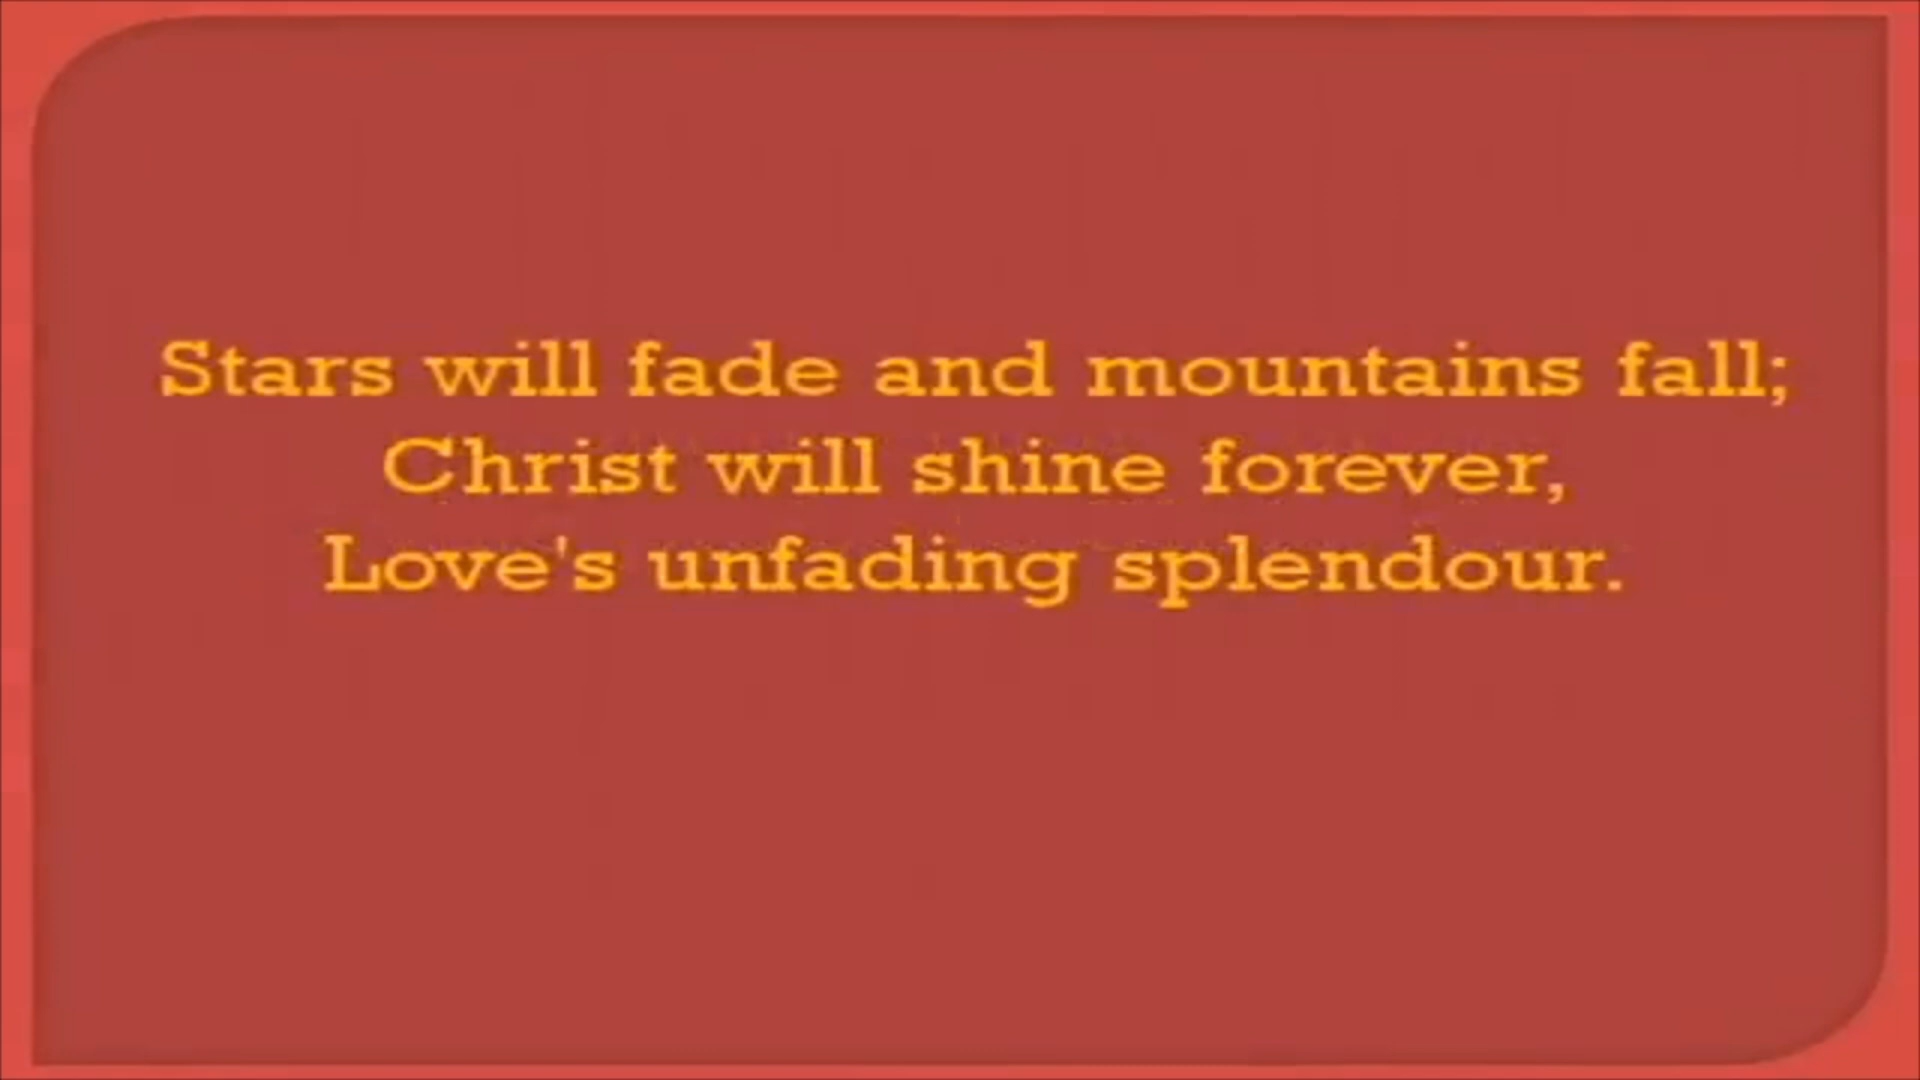 Stars will fade and mountains fall;
Christ will shine forever,
Love's unfading splendour.